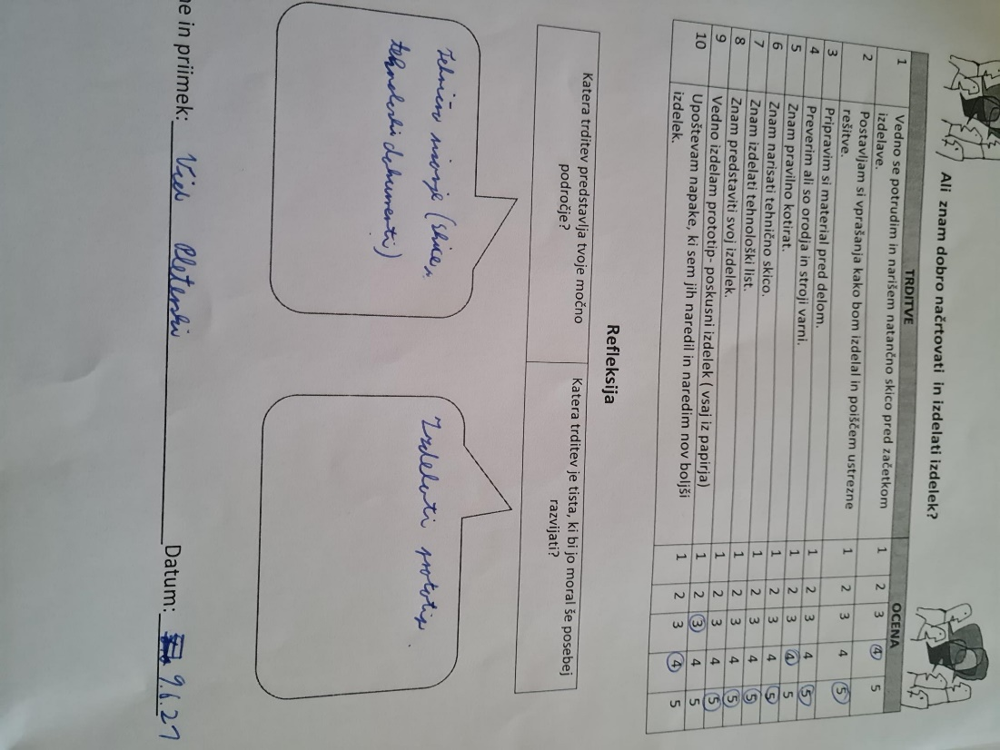 Ali znam dobro načrtovati in izdelati izdelek?
TRDITVE OCENA
1 Vedno se potrudim in narišem natančno skico pred začetkom 1 2 3 4 5
izdelave.
2 Postavljam si vprašanja kako bom izdelal in poiščem ustrezne 1 2 3 4 5
rešitve.
3 Pripravim si material pred delom.
4 Preverim ali so orodja in stroji varni. 1 2 3 4 5
5 Znam pravilno kotirat. 1 2 3 4 5
6 Znam narisati tehnično skico. 1 2 3 4 5
7 Znam izdelati tehnološki list. 1 2 3 4 5
8 Znam predstaviti svoj izdelek. 1 2 3 4 5
9 Vedno izdelam prototip- poskusni izdelek ( vsaj iz papirja) 1 2 3 4 5
10 Upoštevam napake, ki sem jih naredil in naredim nov boljši 1 2 3 4 5
izdelek. 1 2 3 4 5
Refleksija
Katera trditev predstavlja tvoje močno
področje?
Katera trditev je tista, ki bi jo moral še posebej
razvijati?
Tehnično risanje (skice,
tehnološki dokumenti)
Izdelati prototip.
ne in priimek: Vid Pleterski Datum: 9.6.21